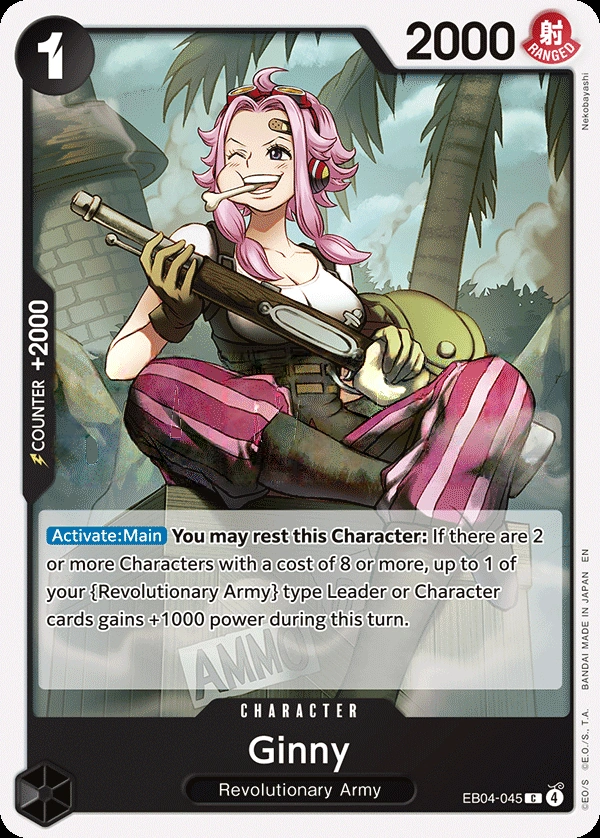 1
2000
射
RANGED
Nekobayashi
COUNTER +2000
Activate:Main You may rest this Character: If there are 2
or more Characters with a cost of 8 or more, up to 1 of
your {Revolutionary Army} type Leader or Character
cards gains +1000 power during this turn.
AMMO
CHARACTER
Ginny
Revolutionary Army
EB04-045 C 4
©EO/S ©E.O./S., T.A. BANDAI MADE IN JAPAN EN